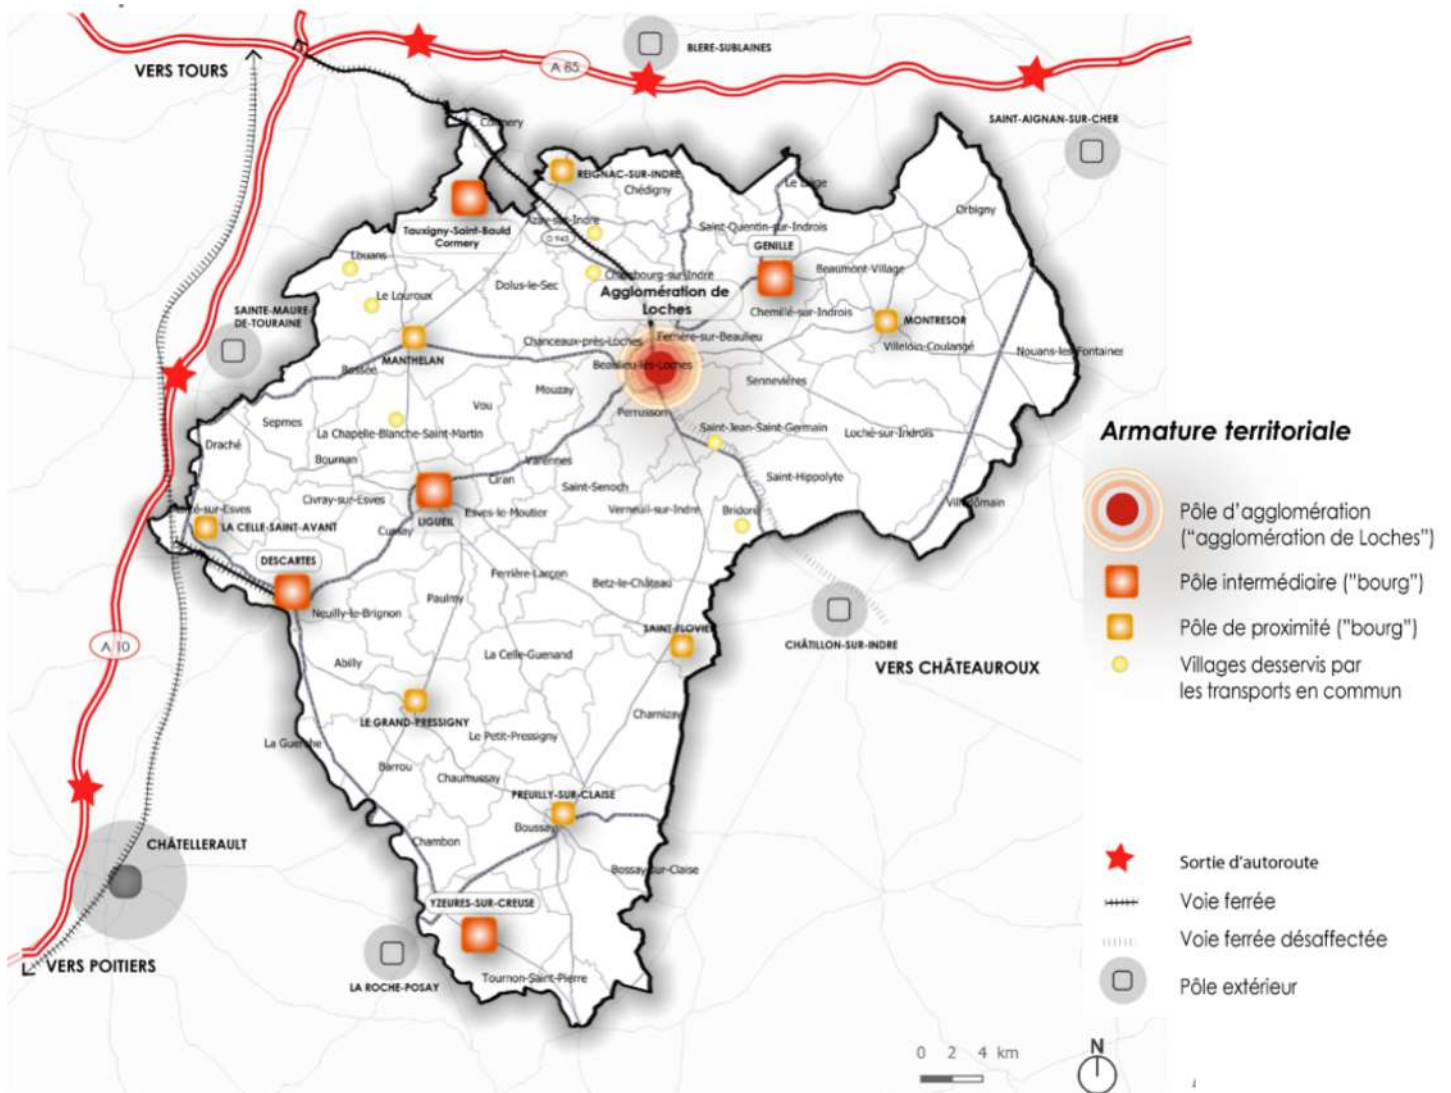 BLERE-SUBLAINES
VERS TOURS
A 85
SAINT-AIGNAN-SUR-CHER
Cormery
REIGNAC-SUR-INDRE
Chédigny
Le Liège
Orbigny
Azay-sur-Indre
Tauxigny-Saint-Bauld
Cormery
D 943
Saint-Quentin-sur-Indrois
GENILLE
Louans
Beaumont-Village
Chambourg-sur-Indre
Dolus-le-Sec
Le Louroux
Agglomération de
Loches
SAINTE-MAURE-
DE-TOURAINE
Chemillé-sur-Indrois
MONTRESOR
Chanceaux-près-Loches
Ferrière-sur-Beaulieu
Villeloin-Coulangé
Nouans-les-Fontaines
MANTHELAN
Bossée
Beaulieu-lès-Loches
Sennevières
Mouzay
Vou
Perrusson
Sepmes
Saint-Jean-Saint-Germain
La Chapelle-Blanche-Saint-Martin
Loché-sur-Indrois
Draché
Bournan
Varennes
Ciran
Saint-Senoch
Saint-Hippolyte
Civray-sur-Esves
Villedômain
Verneuil-sur-Indre
Bridoré
Esves-le-Moutier
LIGUEIL
LA CELLE-SAINT-AVANT
Cussay
DESCARTES
Ferrière-Larçon
Betz-le-Château
Paulmy
Neuilly-le-Brignon
SAINT-FLOVIER
CHÂTILLON-SUR-INDRE
A 10
La Celle-Guenand
Abilly
VERS CHÂTEAUROUX
Charnizay
LE GRAND-PRESSIGNY
Le Petit-Pressigny
La Guerche
Barrou
Chaumussay
PREUILLY-SUR-CLAISE
Boussay
CHÂTELLERAULT
Chambon
Bossay-sur-Claise
YZEURES-SUR-CREUSE
VERS POITIERS
Tournon-Saint-Pierre
LA ROCHE-POSAY
Armature territoriale
Pôle d'agglomération
("agglomération de Loches")
Pôle intermédiaire ("bourg")
Pôle de proximité ("bourg")
Villages desservis par
les transports en commun
Sortie d'autoroute
Voie ferrée
Voie ferrée désaffectée
Pôle extérieur
0 2 4 km
N